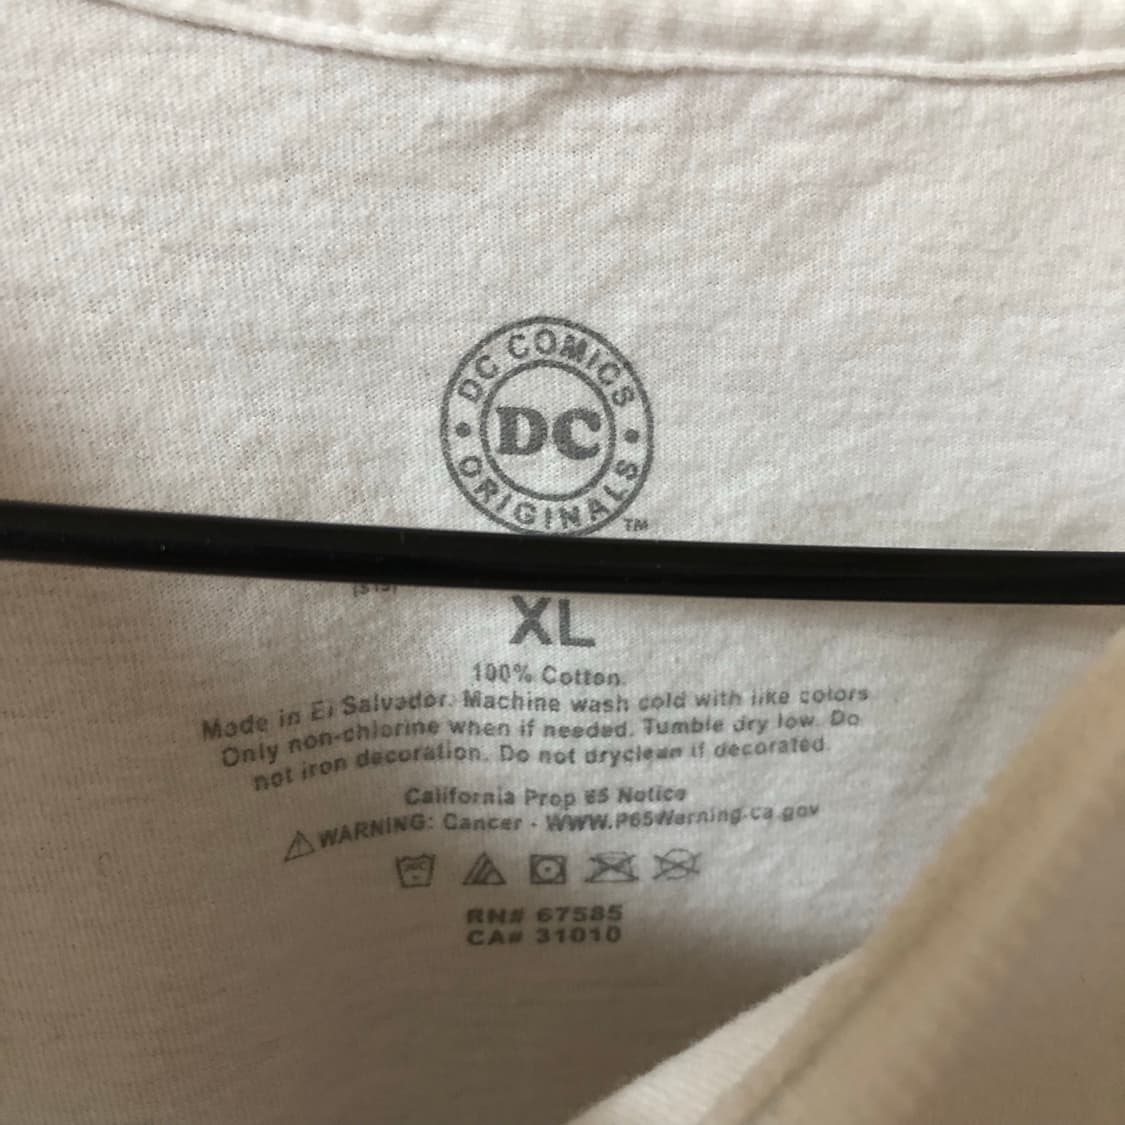 DC COMICS
DC
ORIGINALS
TM
XL
100% Cotton.
Made in El Salvador. Machine wash cold with like colors
Only non-chlorine when if needed. Tumble dry low. Do
not iron decoration. Do not dryclean if decorated.
California Prop 65 Notice
WARNING: Cancer - WWW.P65Warning.ca.gov
RN# 67585
CA# 31010